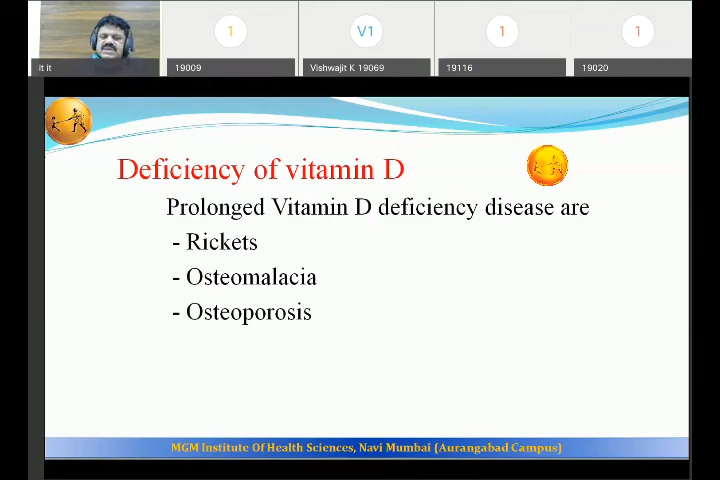 1
V1
1
1
it it
19009
Vishwajit K 19069
19116
19020
Deficiency of vitamin D
Prolonged Vitamin D deficiency disease are
- Rickets
- Osteomalacia
- Osteoporosis
MGM Institute Of Health Sciences, Navi Mumbai (Aurangabad Campus)